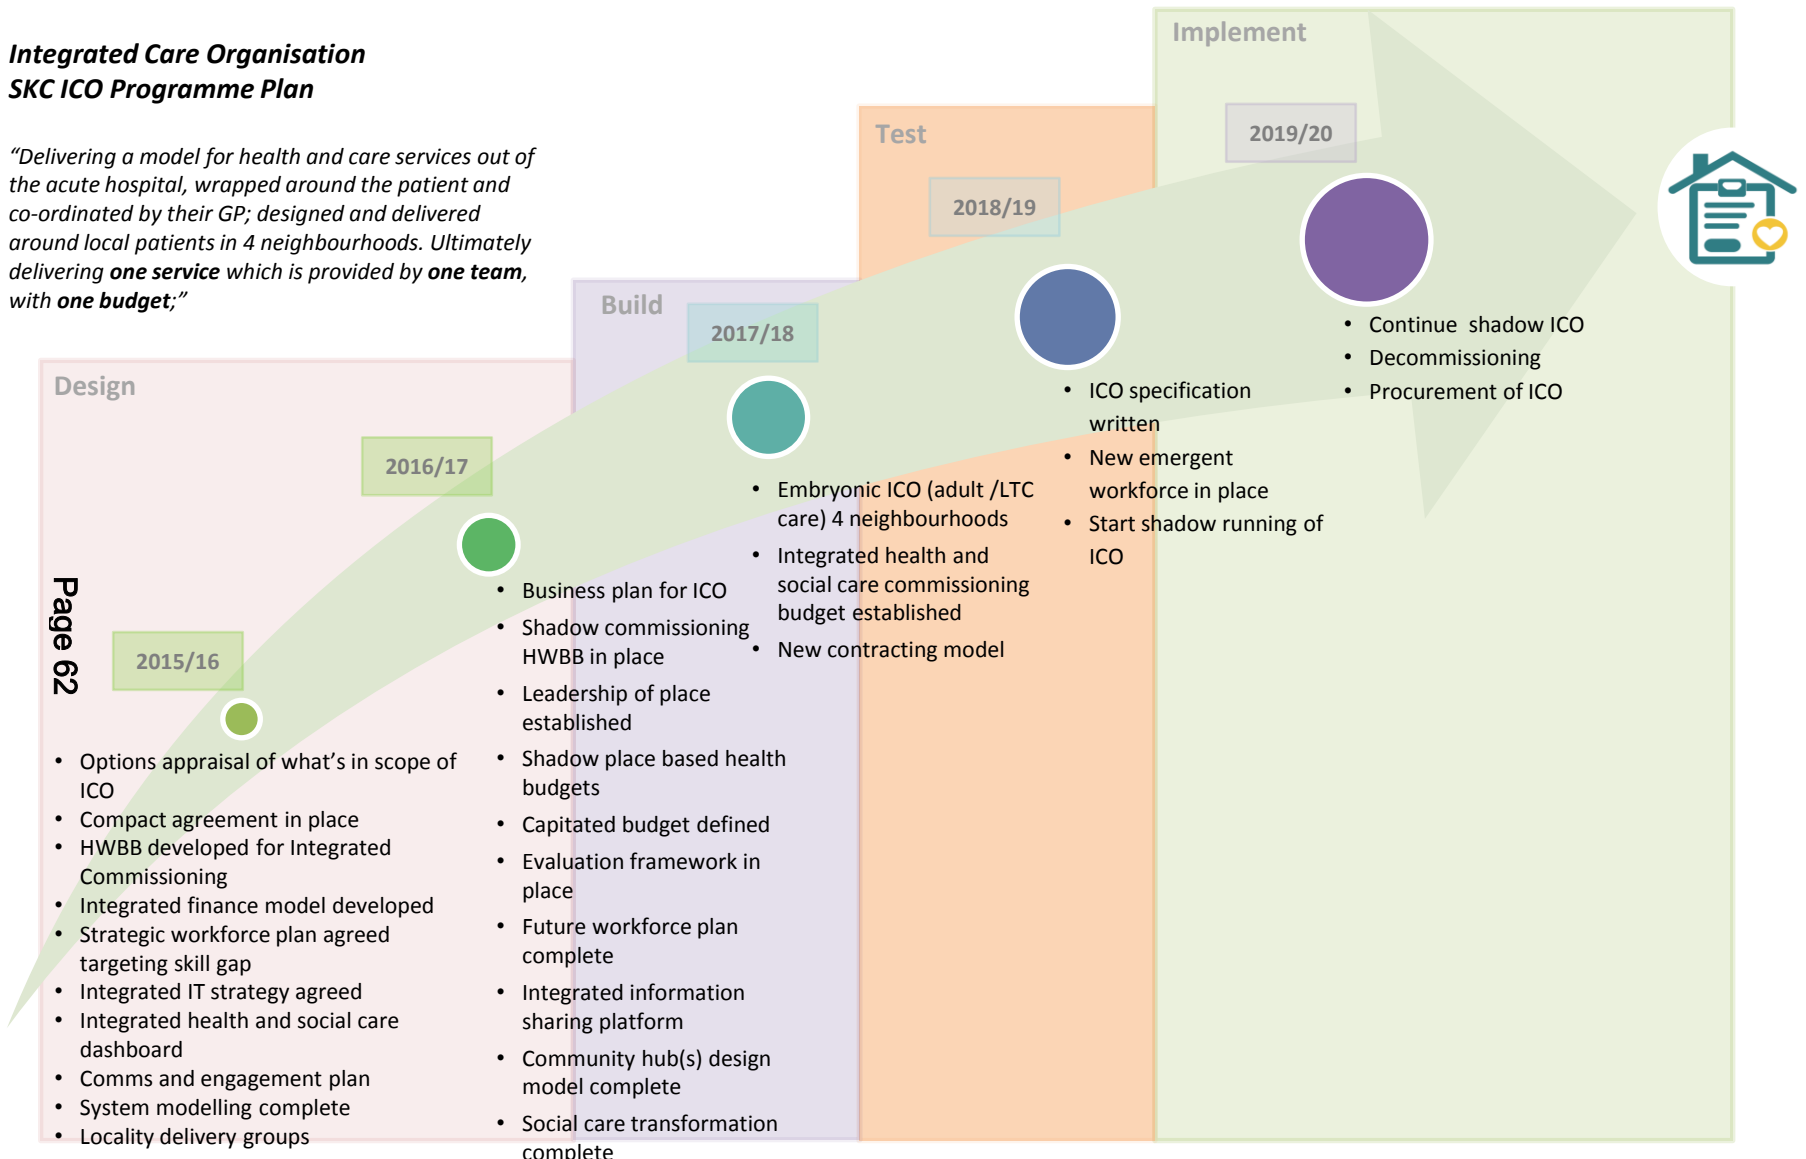 Integrated Care Organisation
SKC ICO Programme Plan
“Delivering a model for health and care services out of
the acute hospital, wrapped around the patient and
co-ordinated by their GP; designed and delivered
around local patients in 4 neighbourhoods. Ultimately
delivering one service which is provided by one team,
with one budget;”
Design
Page 62
2015/16
• Options appraisal of what’s in scope of
ICO
• Compact agreement in place
• HWBB developed for Integrated
Commissioning
• Integrated finance model developed
• Strategic workforce plan agreed
targeting skill gap
• Integrated IT strategy agreed
• Integrated health and social care
dashboard
• Comms and engagement plan
• System modelling complete
• Locality delivery groups
2016/17
• Business plan for ICO
• Shadow commissioning
HWBB in place
• Leadership of place
established
• Shadow place based health
budgets
• Capitated budget defined
• Evaluation framework in
place
• Future workforce plan
complete
• Integrated information
sharing platform
• Community hub(s) design
model complete
• Social care transformation
complete
Build
2017/18
• Embryonic ICO (adult /LTC
care) 4 neighbourhoods
• Integrated health and
social care commissioning
budget established
• New contracting model
Test
2018/19
• ICO specification
written
• New emergent
workforce in place
• Start shadow running of
ICO
Implement
2019/20
• Continue  shadow ICO
• Decommissioning
• Procurement of ICO